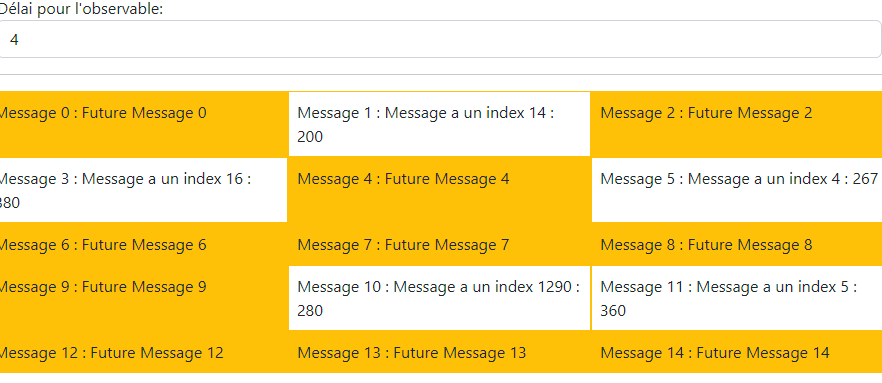 Délai pour l'observable:
4
Message 0 : Future Message 0
Message 1 : Message a un index 14 :
200
Message 2 : Future Message 2
Message 3 : Message a un index 16 :
380
Message 4 : Future Message 4
Message 5 : Message a un index 4 : 267
Message 6 : Future Message 6
Message 7 : Future Message 7
Message 8 : Future Message 8
Message 9 : Future Message 9
Message 10 : Message a un index 1290 :
280
Message 11 : Message a un index 5 :
360
Message 12 : Future Message 12
Message 13 : Future Message 13
Message 14 : Future Message 14